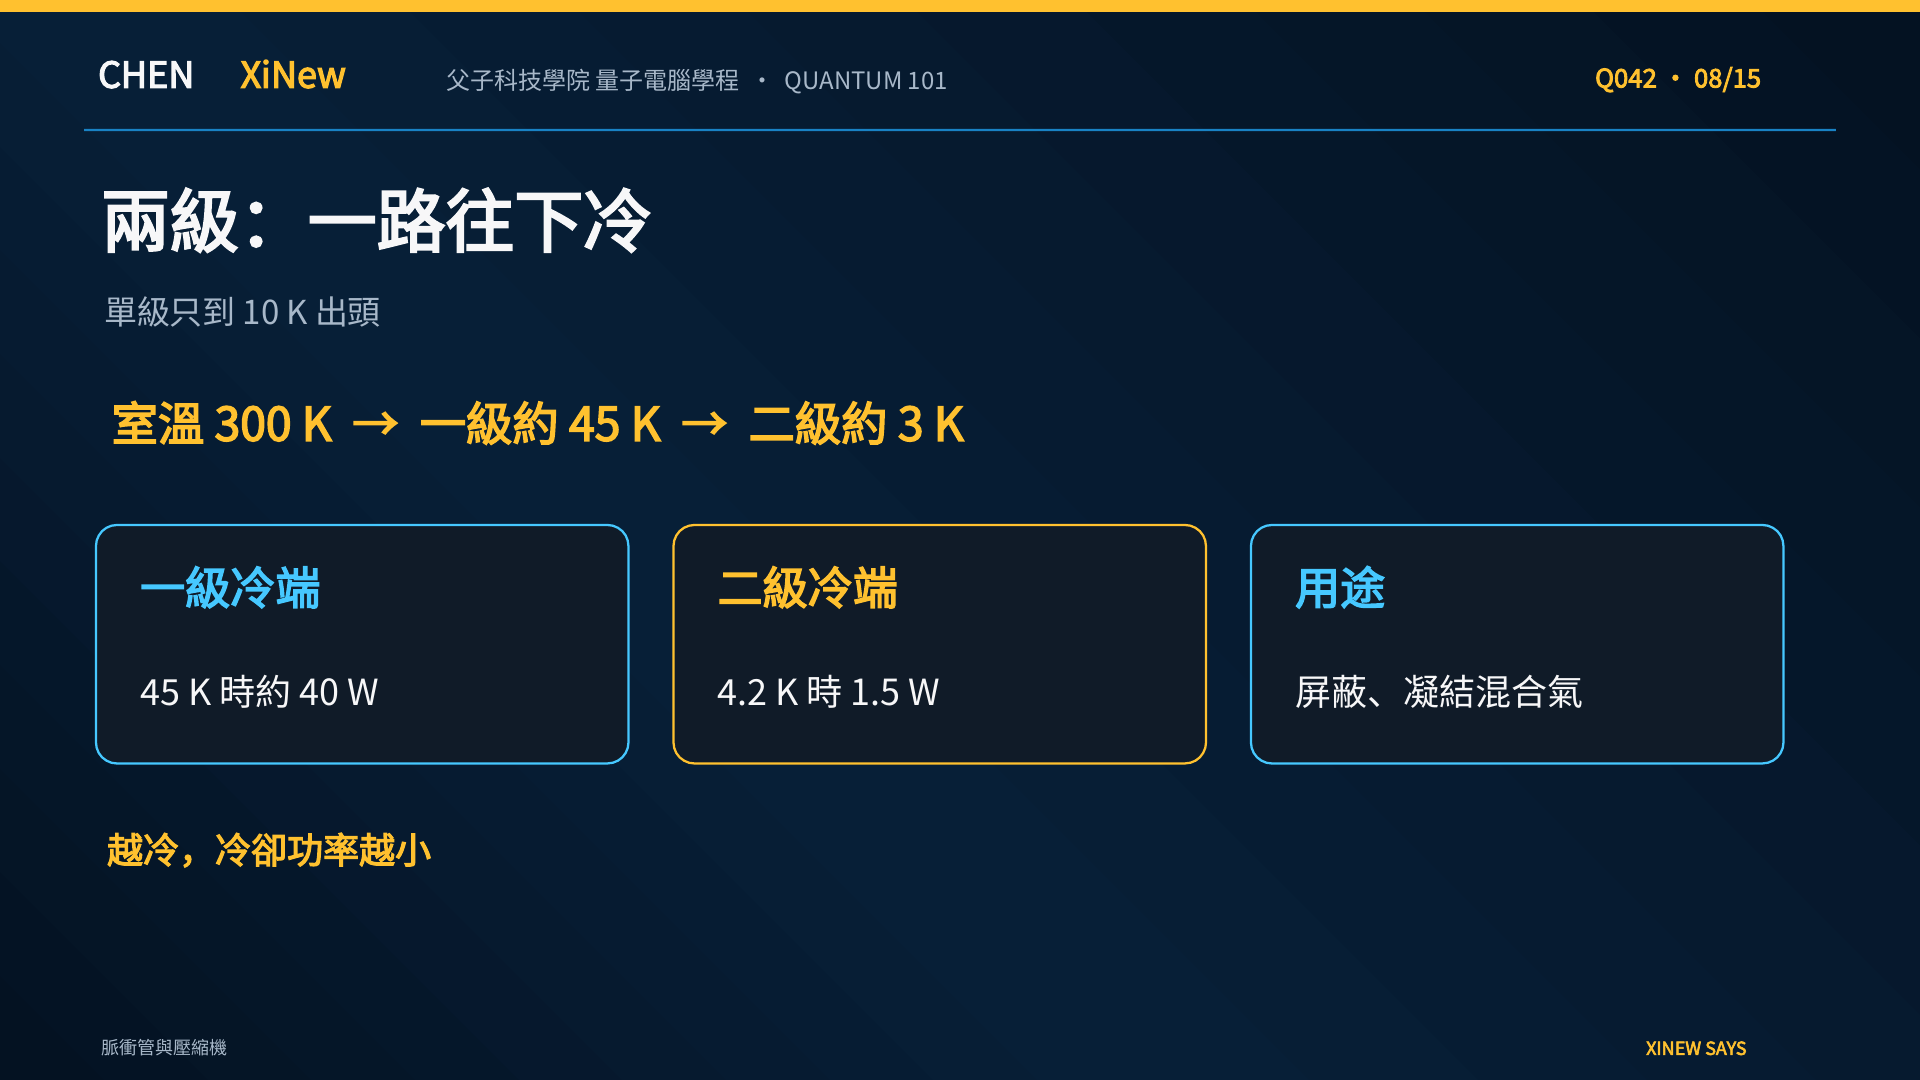 CHEN XiNew 父子科技學院 量子電腦學程 • QUANTUM 101 Q042 • 08/15
兩級：一路往下冷
單級只到 10 K 出頭
室溫 300 K → 一級約 45 K → 二級約 3 K
一級冷端
45 K 時約 40 W
二級冷端
4.2 K 時 1.5 W
用途
屏蔽、凝結混合氣
越冷，冷卻功率越小
脈衝管與壓縮機
XINEW SAYS